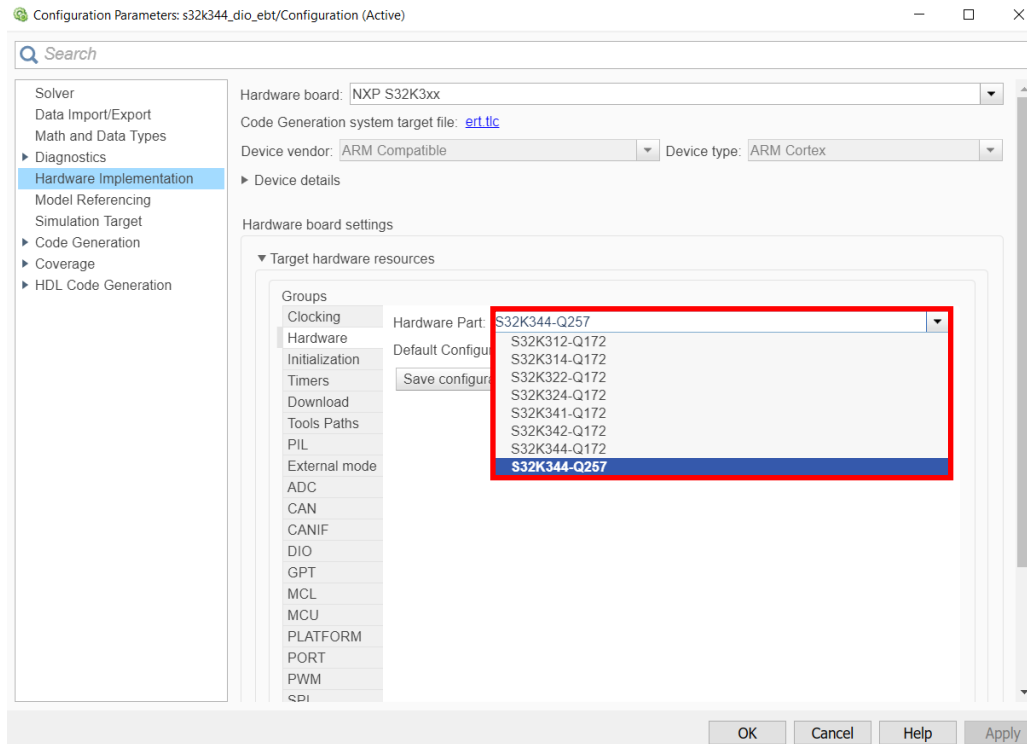 Configuration Parameters: s32k344_dio_ebt/Configuration (Active)
Search
Solver
Data Import/Export
Math and Data Types
Diagnostics
Hardware Implementation
Model Referencing
Simulation Target
Code Generation
Coverage
HDL Code Generation
Hardware board: NXP S32K3xx
Code Generation system target file: ert.tlc
Device vendor: ARM Compatible Device type: ARM Cortex
Device details
Hardware board settings
Target hardware resources
Groups
Clocking
Hardware
Initialization
Timers
Download
Tools Paths
PIL
External mode
ADC
CAN
CANIF
DIO
GPT
MCL
MCU
PLATFORM
PORT
PWM
SPI
Hardware Part: S32K344-Q257
Default Configu
Save configura
S32K312-Q172
S32K314-Q172
S32K322-Q172
S32K324-Q172
S32K341-Q172
S32K342-Q172
S32K344-Q172
S32K344-Q257
OK Cancel Help Apply